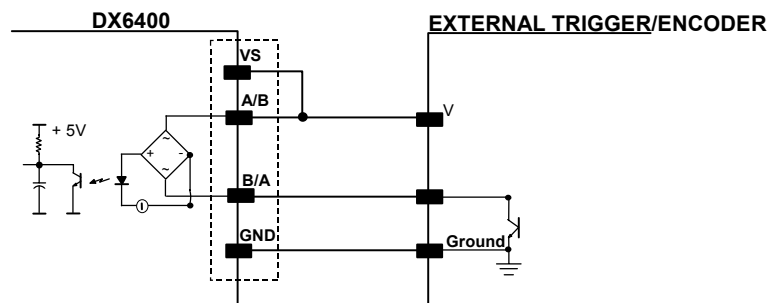 DX6400
EXTERNAL TRIGGER/ENCODER
VS
A/B
V
+ 5V
+ ~ - ~
B/A
I
GND
Ground